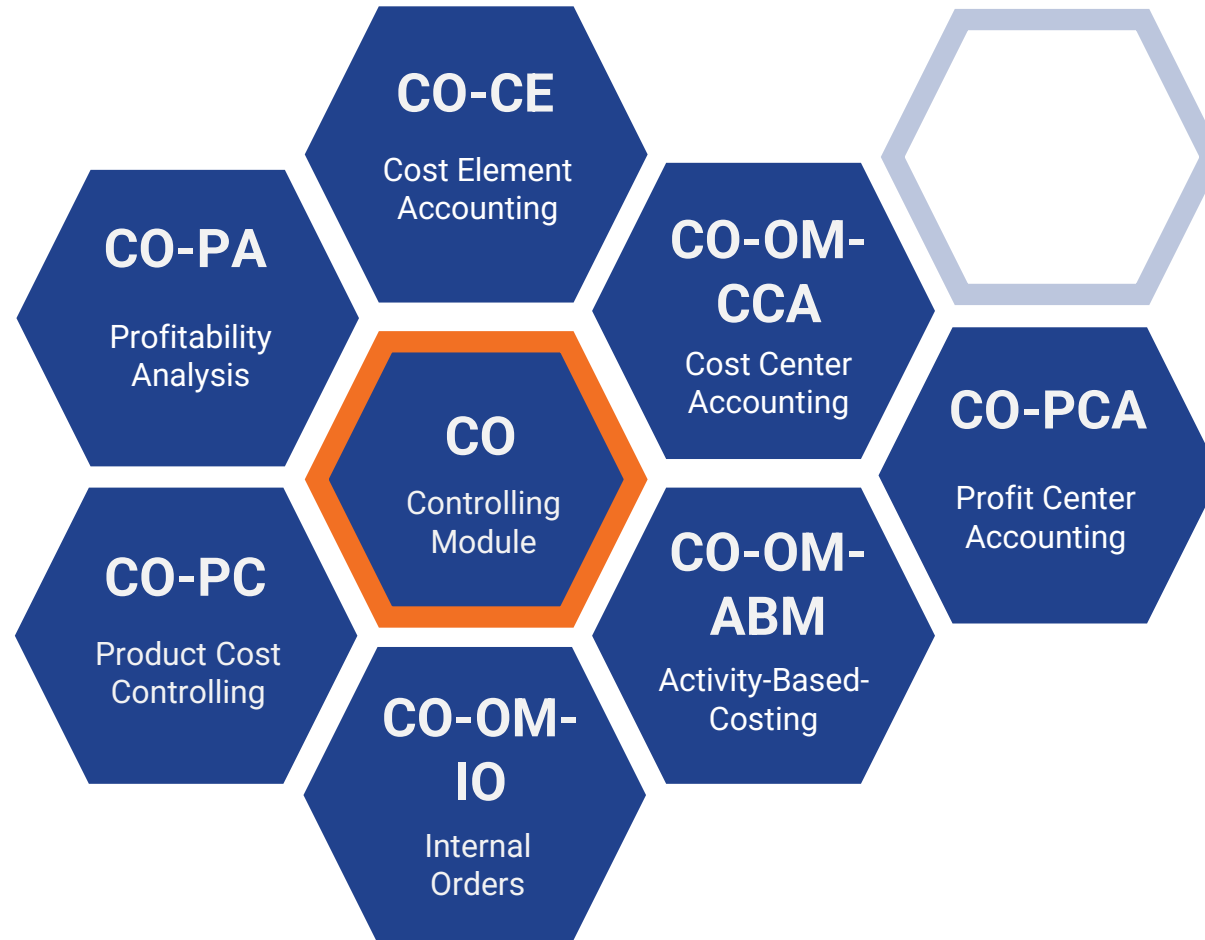 CO-CE
Cost Element
Accounting
CO-PA
Profitability
Analysis
CO-OM-
CCA
Cost Center
Accounting
CO-PCA
Profit Center
Accounting
CO
Controlling
Module
CO-PC
Product Cost
Controlling
CO-OM-
ABM
Activity-Based-
Costing
CO-OM-
IO
Internal
Orders